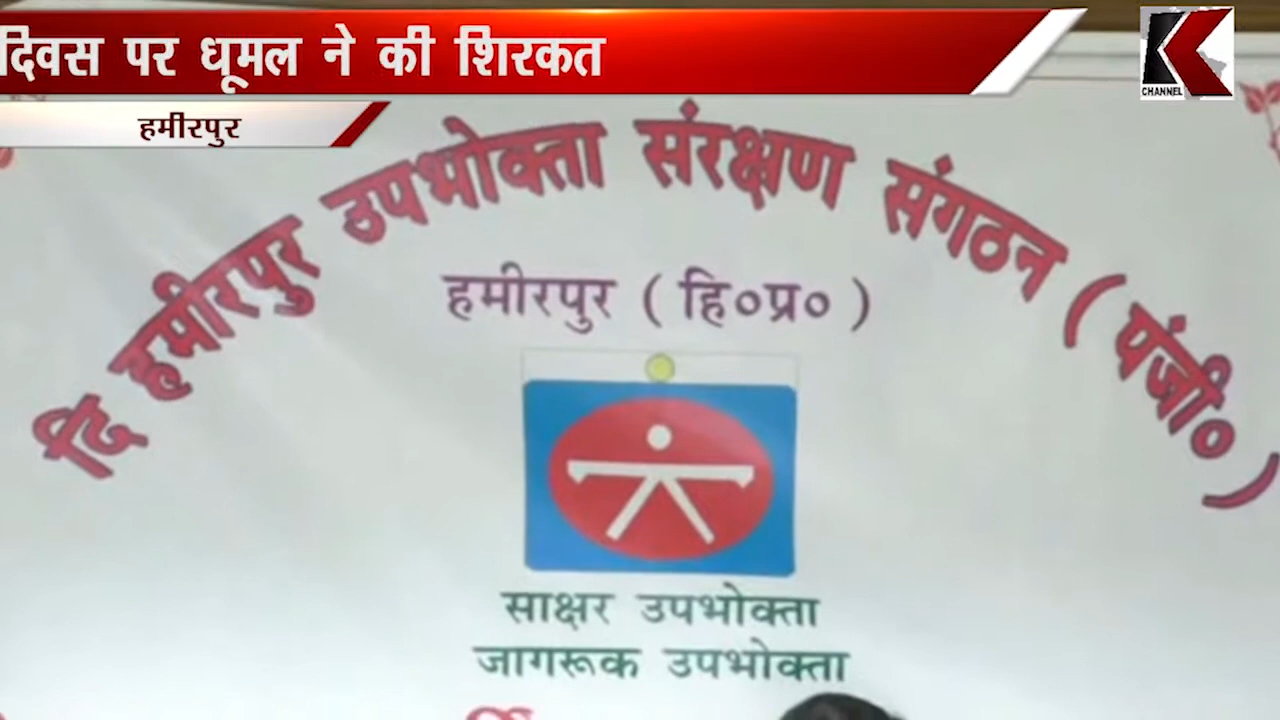 दिवस पर धूमल ने की शिरकत
K
CHANNEL
हमीरपुर
दि हमीरपुर उपभोक्ता संरक्षण संगठन ( पंजी० )
हमीरपुर ( हि०प्र० )
साक्षर उपभोक्ता
जागरूक उपभोक्ता